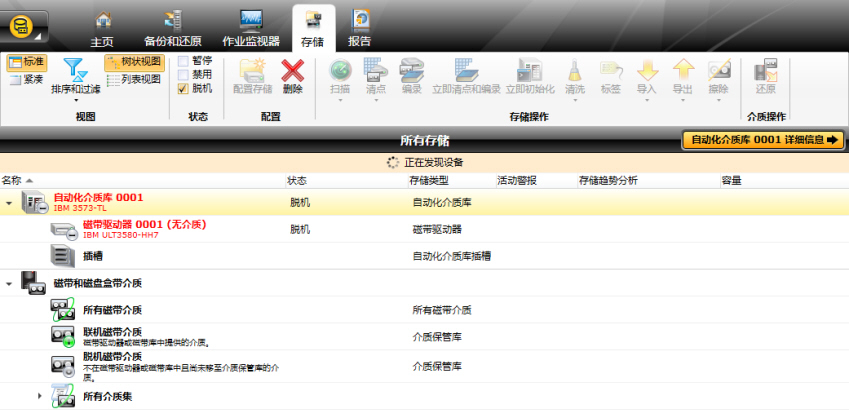 主页
备份和还原
作业监视器
存储
报告
标准
紧凑
排序和过滤
树状视图
列表视图
视图
暂停
禁用
脱机
状态
配置存储
删除
配置
扫描
清点
编录
立即清点和编录
立即初始化
清洗
标签
导入
导出
擦除
存储操作
还原
介质操作
所有存储
自动化介质库 0001 详细信息
正在发现设备
名称 状态 存储类型 活动警报 存储趋势分析 容量
自动化介质库 0001 脱机 自动化介质库
IBM 3573-TL
磁带驱动器 0001 (无介质) 脱机 磁带驱动器
IBM ULT3580-HH7
插槽 自动化介质库插槽
磁带和磁盘盒带介质
所有磁带介质 所有磁带介质
联机磁带介质 介质保管库
磁带驱动器或磁带库中提供的介质。
脱机磁带介质 介质保管库
不在磁带驱动器或磁带库中且尚未移至介质保管库的介
质。
所有介质集